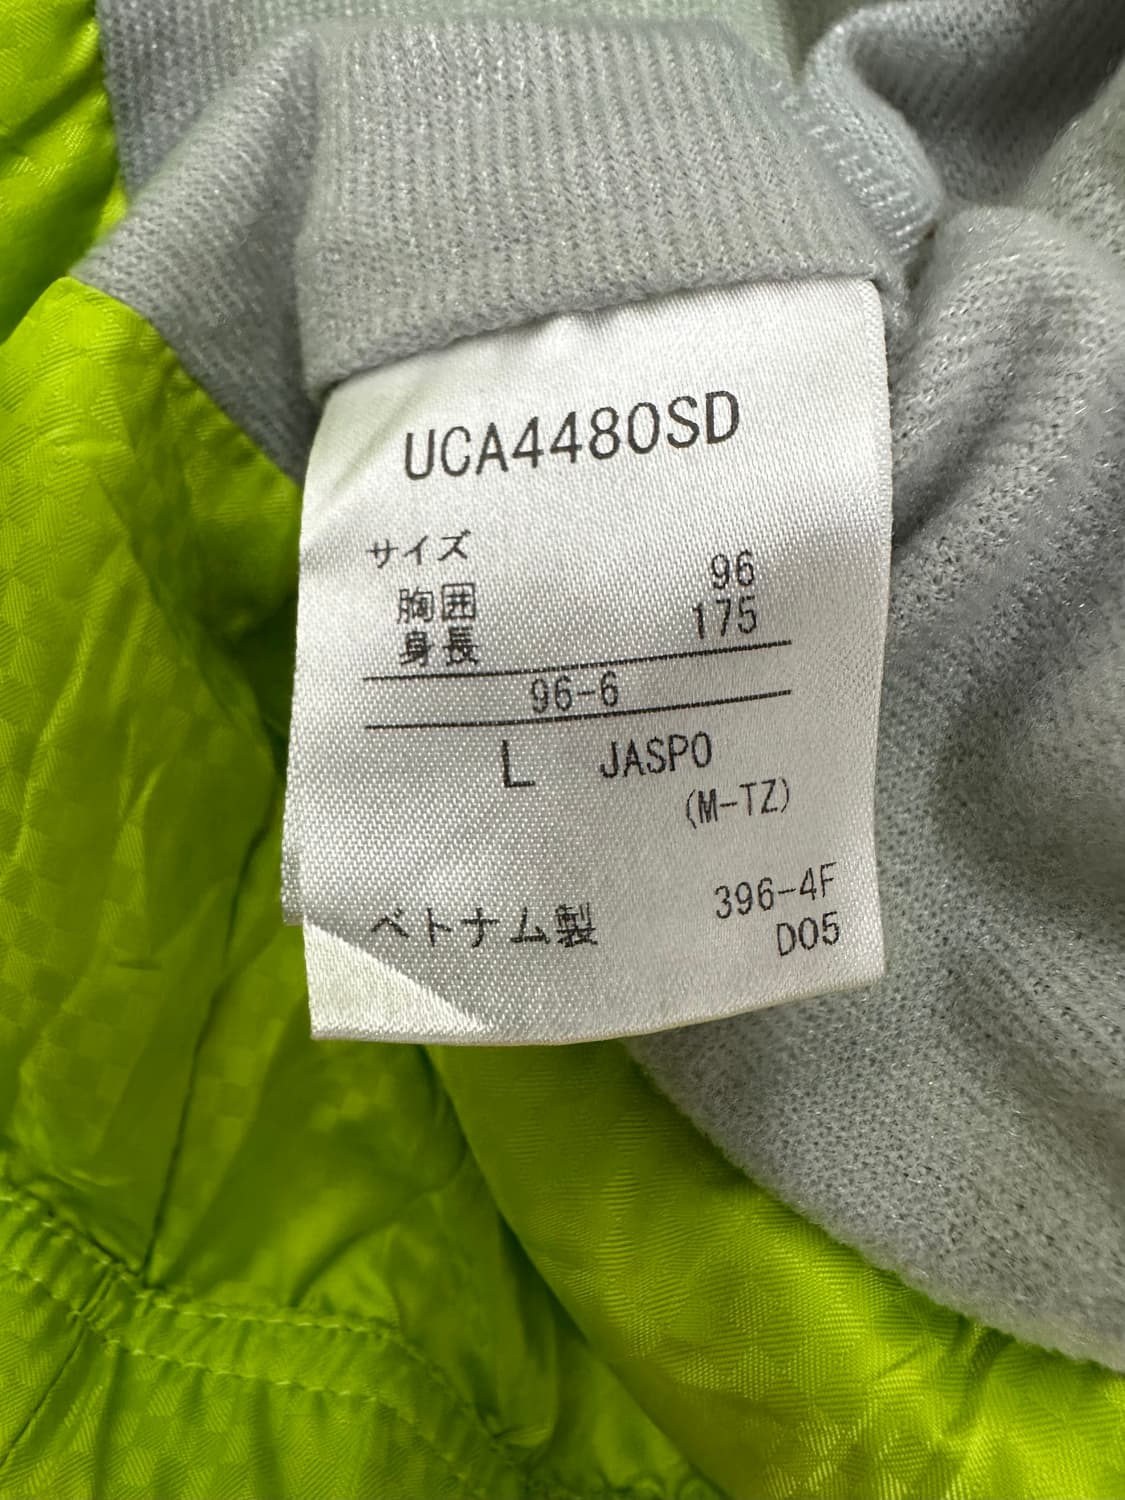 UCA4480SD
サイズ
胸囲 96
身長 175
96-6
L JASPO
(M-TZ)
396-4F
ベトナム製 D05